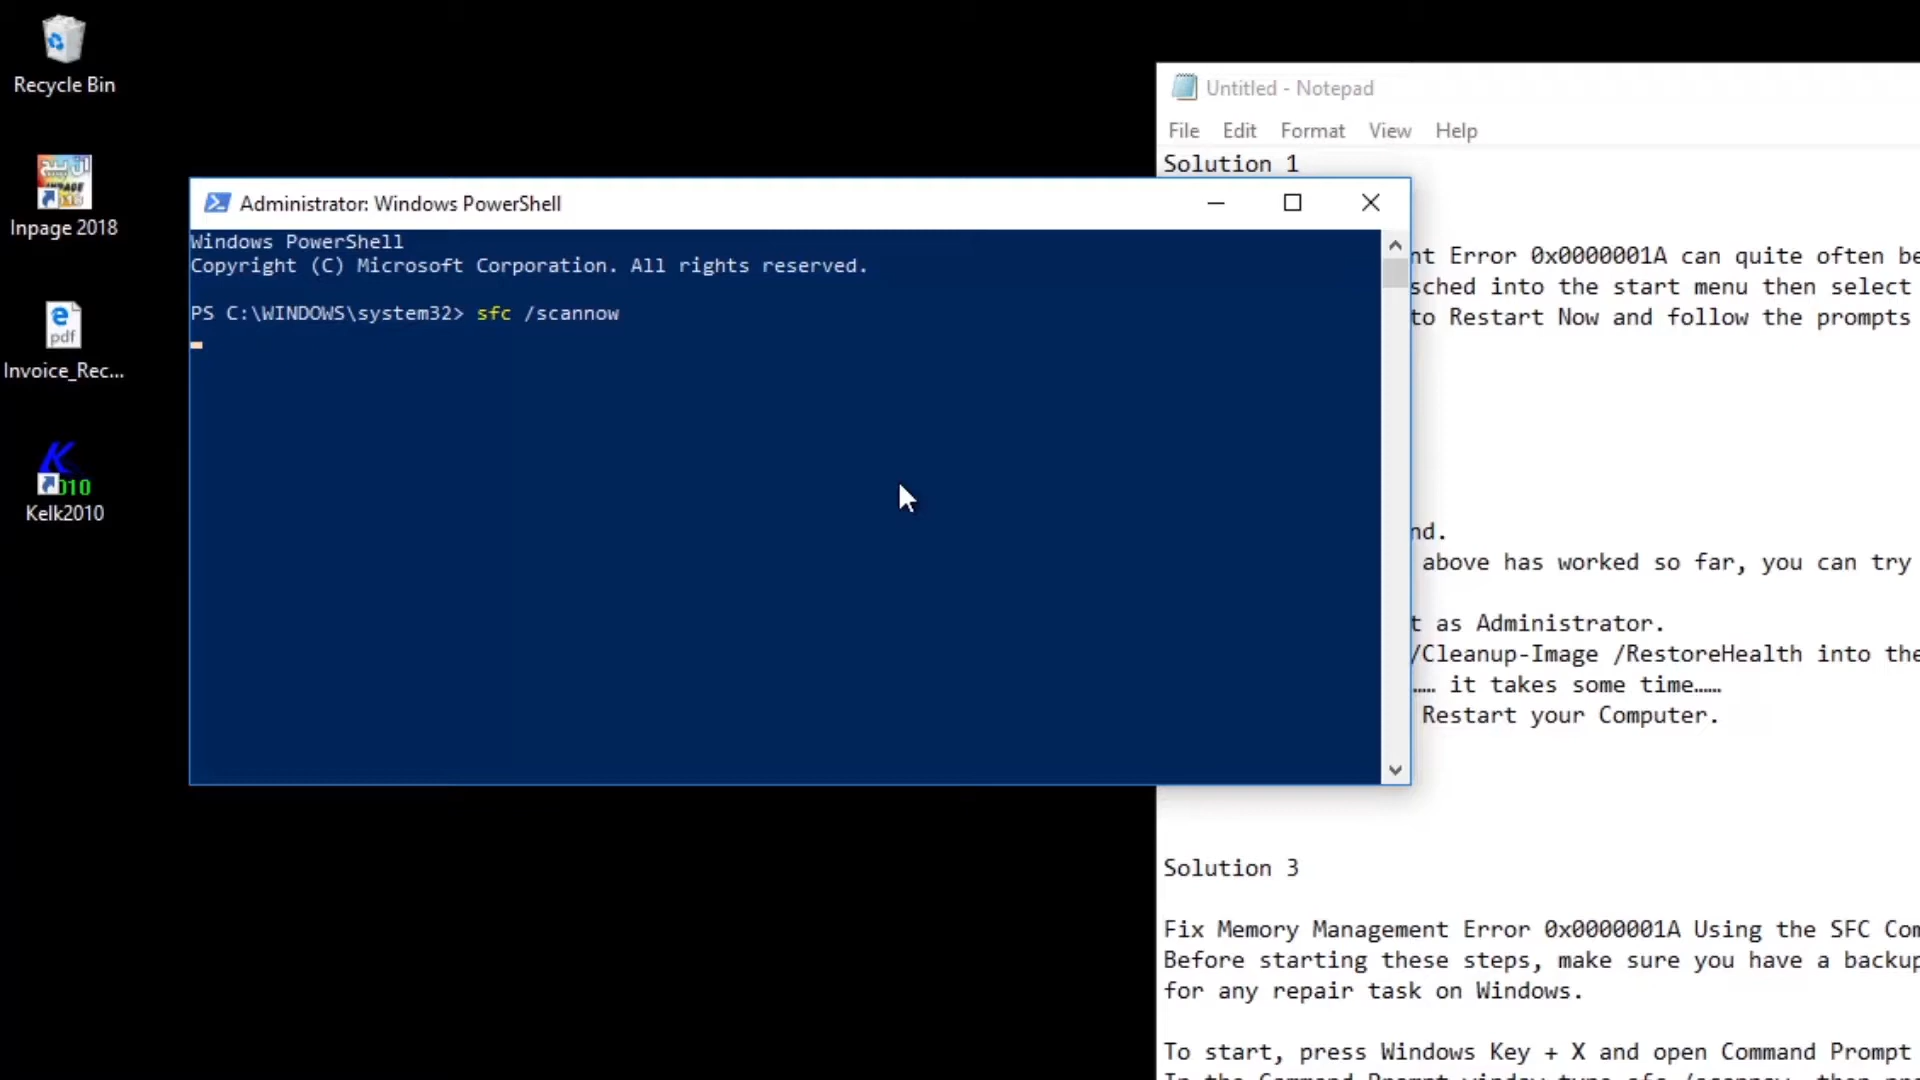 Recycle Bin
Inpage 2018
pdf
Invoice_Rec...
K
010
Kelk2010
Administrator: Windows PowerShell
Windows PowerShell
Copyright (C) Microsoft Corporation. All rights reserved.
PS C:\WINDOWS\system32> sfc /scannow
Untitled - Notepad
File Edit Format View Help
Solution 1
nt Error 0x0000001A can quite often be
sched into the start menu then select
to Restart Now and follow the prompts
nd.
above has worked so far, you can try
t as Administrator.
/Cleanup-Image /RestoreHealth into the
…… it takes some time……
Restart your Computer.
Solution 3
Fix Memory Management Error 0x0000001A Using the SFC Com
Before starting these steps, make sure you have a backup
for any repair task on Windows.
To start, press Windows Key + X and open Command Prompt